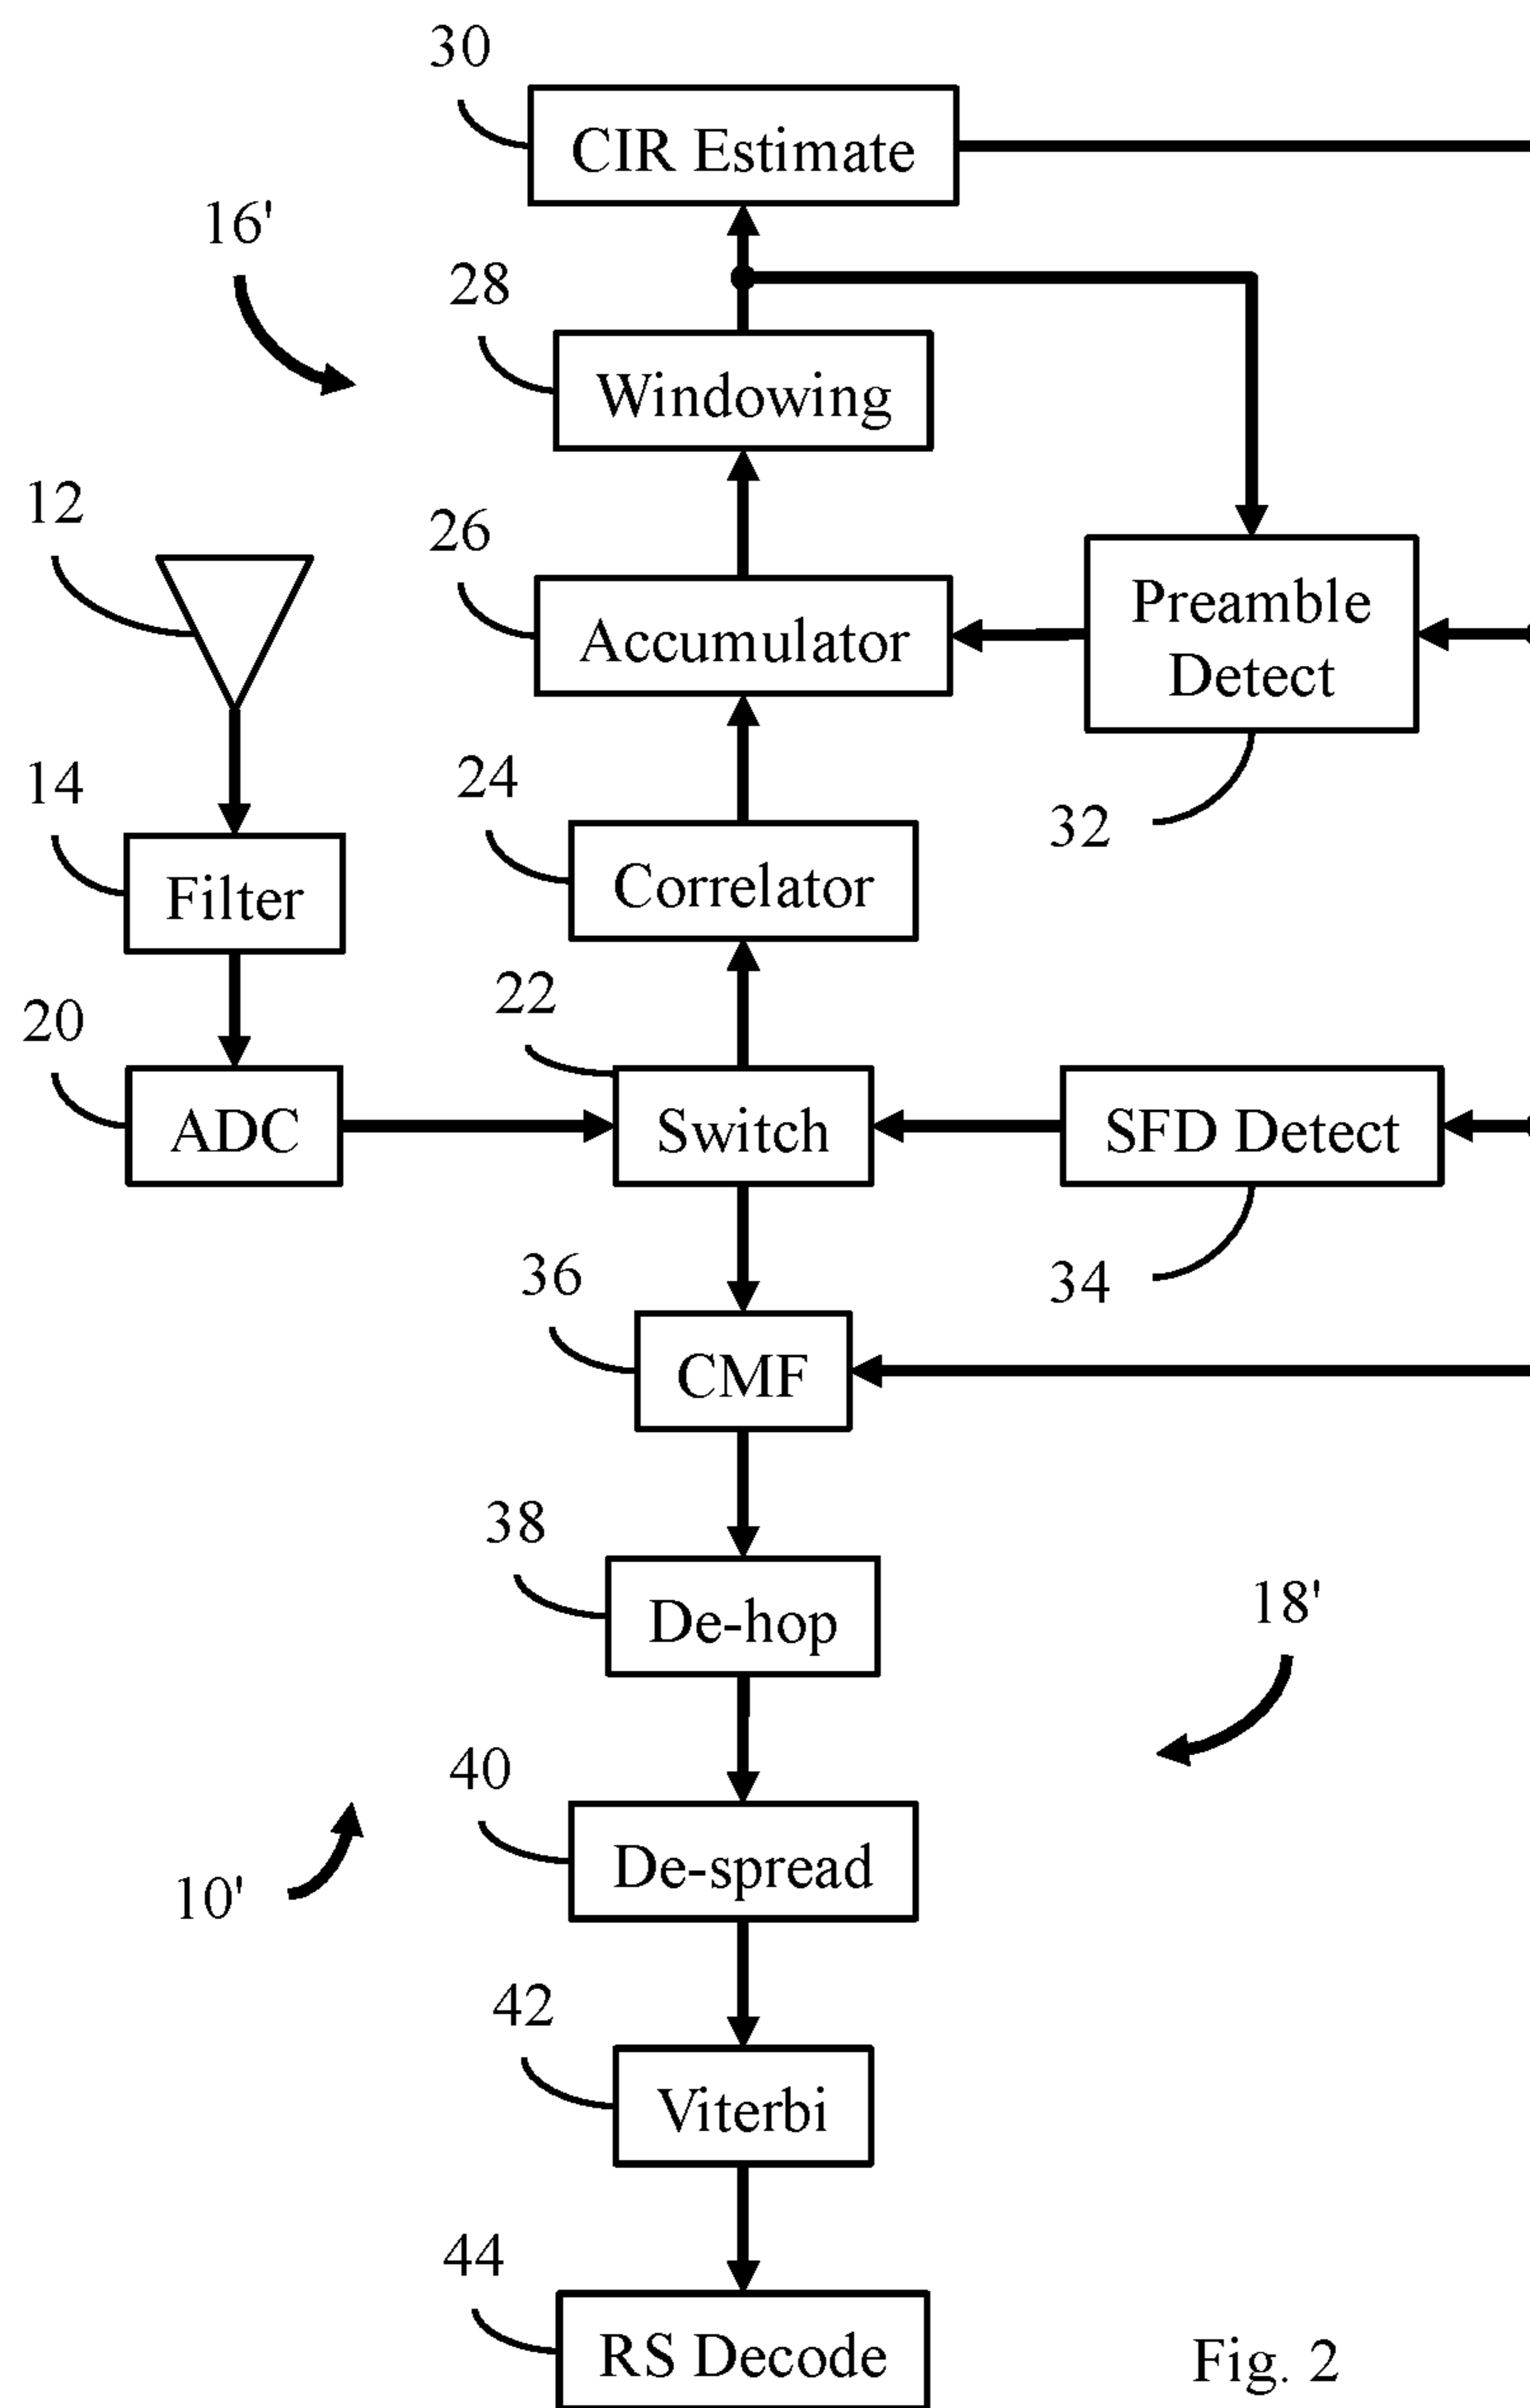 30
CIR Estimate
16'
28
Windowing
12
26
Accumulator
Preamble
Detect
14
24
32
Filter
Correlator
20
22
ADC
Switch
SFD Detect
36
34
CMF
38
De-hop
18'
40
De-spread
10'
42
Viterbi
44
RS Decode
Fig. 2